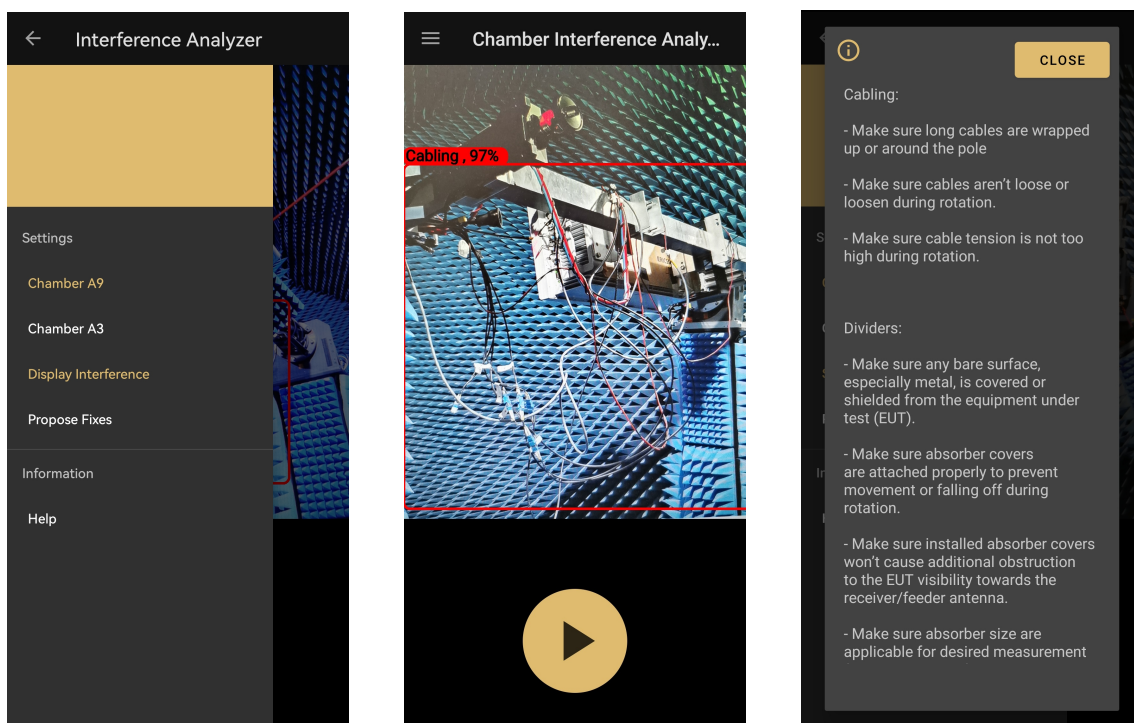 Interference Analyzer
Settings
Chamber A9
Chamber A3
Display Interference
Propose Fixes
Information
Help
Chamber Interference Analy...
Cabling , 97%
CLOSE
Cabling:
- Make sure long cables are wrapped
up or around the pole
- Make sure cables aren't loose or
loosen during rotation.
- Make sure cable tension is not too
high during rotation.
Dividers:
- Make sure any bare surface,
especially metal, is covered or
shielded from the equipment under
test (EUT).
- Make sure absorber covers
are attached properly to prevent
movement or falling off during
rotation.
- Make sure installed absorber covers
won't cause additional obstruction
to the EUT visibility towards the
receiver/feeder antenna.
- Make sure absorber size are
applicable for desired measurement